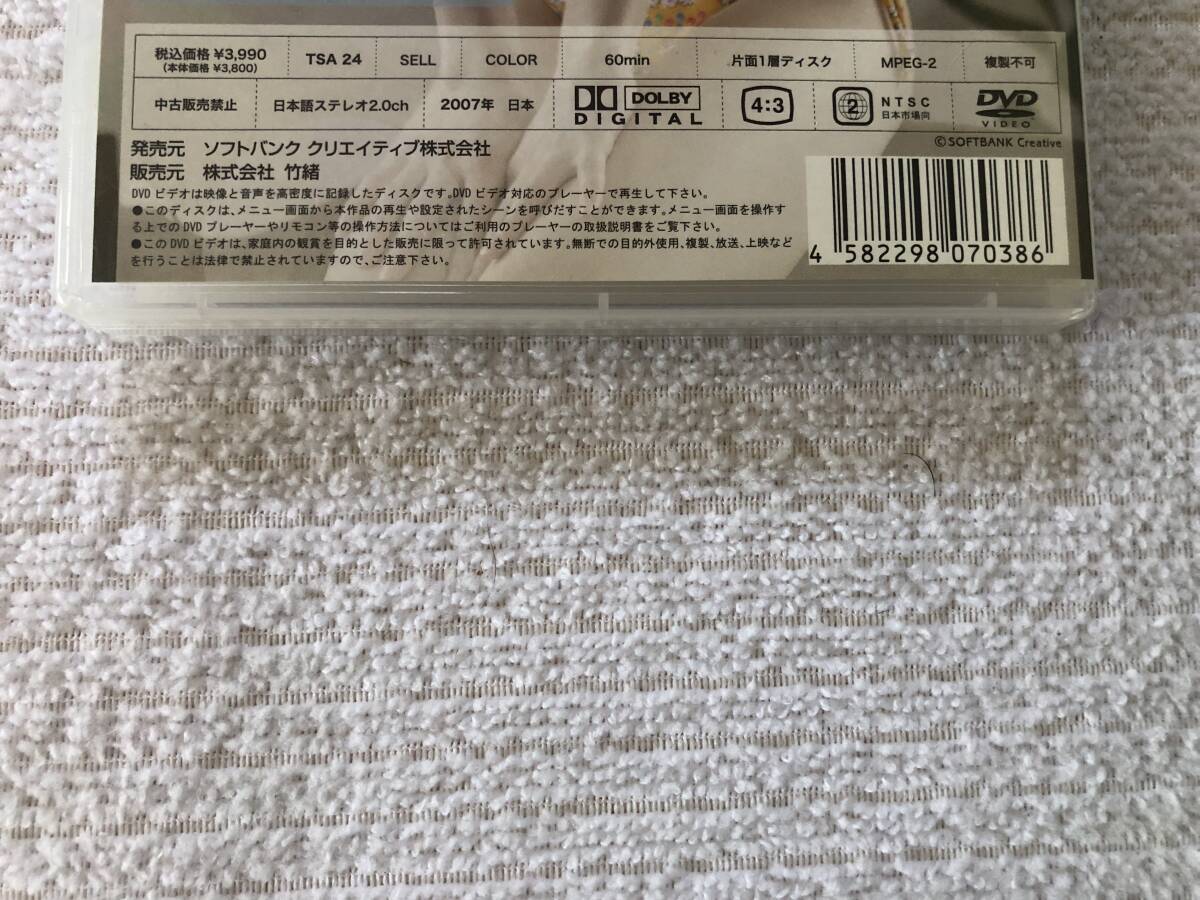 税込価格 ¥3,990
(本体価格 ¥3,800)
TSA 24
SELL
COLOR
60min
片面1層ディスク
MPEG-2
複製不可
中古販売禁止
日本語ステレオ2.0ch
2007年 日本
DOLBY
DIGITAL
4:3
2
NTSC
日本市場向
DVD
VIDEO
©SOFTBANK Creative
発売元 ソフトバンク クリエイティブ株式会社
販売元 株式会社 竹緒
DVDビデオは映像と音声を高密度に記録したディスクです。DVDビデオ対応のプレーヤーで再生して下さい。
●このディスクは、メニュー画面から本作品の再生や設定されたシーンを呼びだすことができます。メニュー画面を操作す
る上でのDVDプレーヤーやリモコン等の操作方法についてはご利用のプレーヤーの取扱説明書をご覧下さい。
●このDVDビデオは、家庭内の観賞を目的とした販売に限って許可されています。無断での目的外使用、複製、放送、上映など
を行うことは法律で禁止されていますので、ご注意下さい。
4 582298 070386